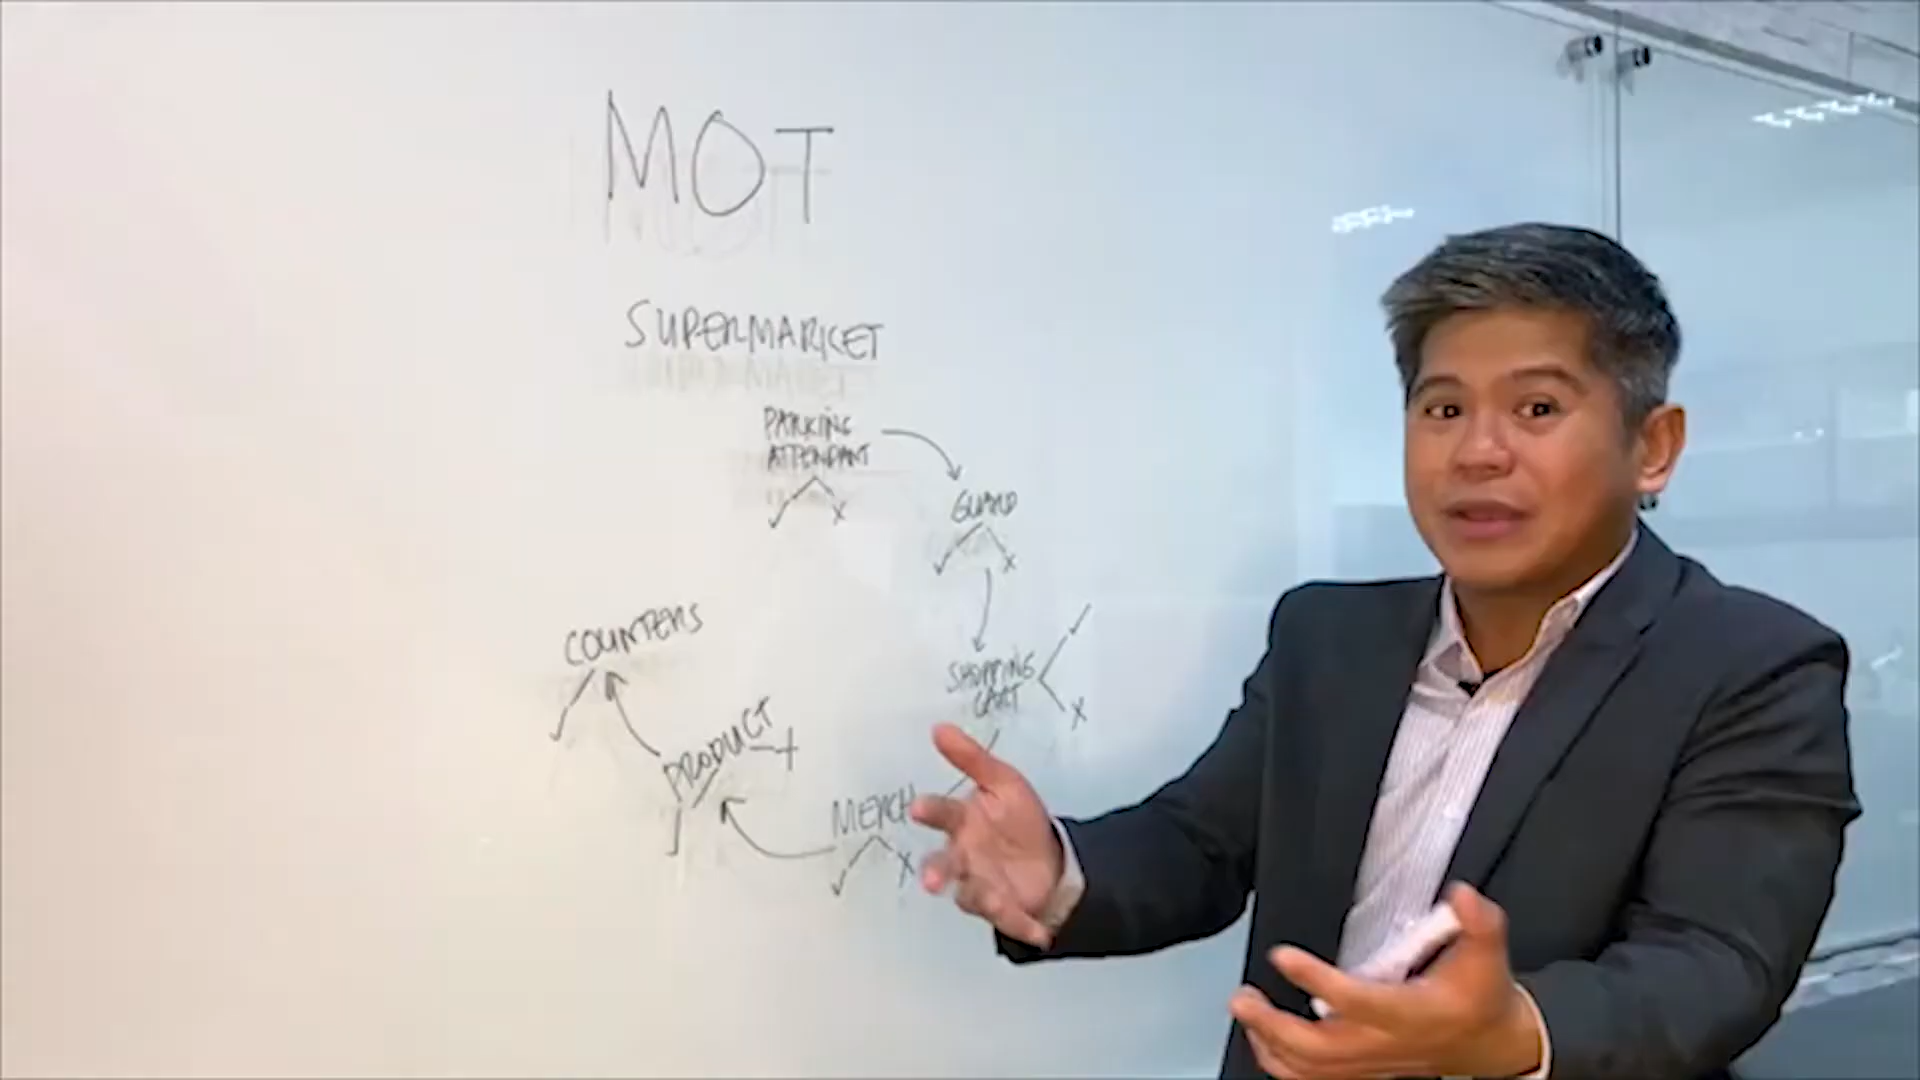 MOT
SUPERMARKET
PARKING
ATTENDANT
✓ x
GUARD
✓ x
SHOPPING
CART
✓ x
MERCH
✓ x
PRODUCT
✓ x
COUNTERS
✓